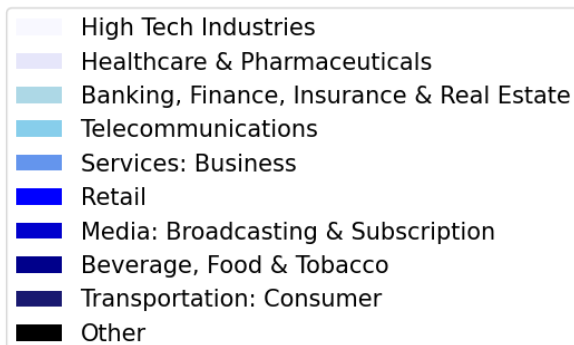 High Tech Industries
Healthcare & Pharmaceuticals
Banking, Finance, Insurance & Real Estate
Telecommunications
Services: Business
Retail
Media: Broadcasting & Subscription
Beverage, Food & Tobacco
Transportation: Consumer
Other